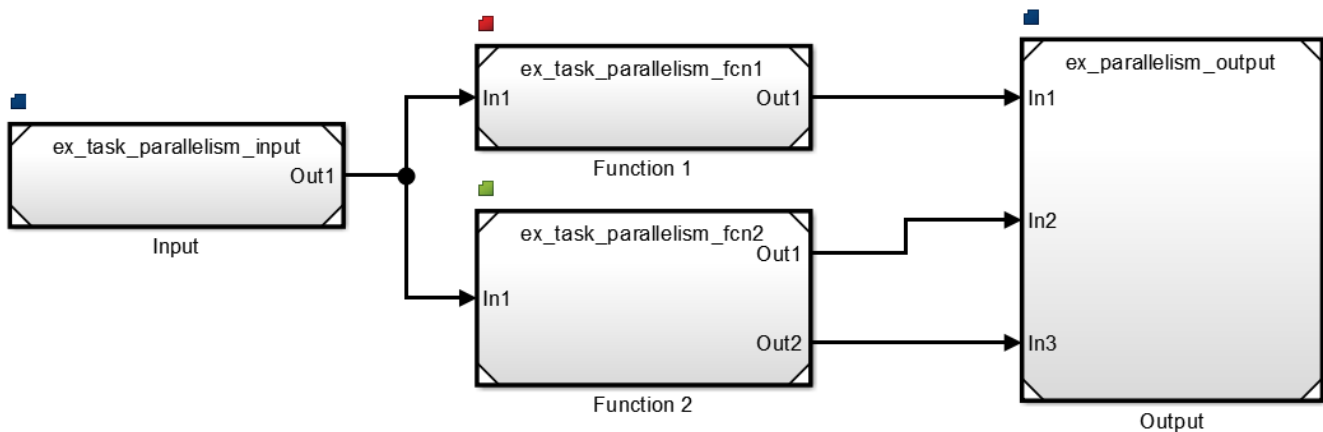 ex_task_parallelism_input
Out1
Input
ex_task_parallelism_fcn1
In1
Out1
Function 1
ex_task_parallelism_fcn2
Out1
In1
Out2
Function 2
ex_parallelism_output
In1
In2
In3
Output